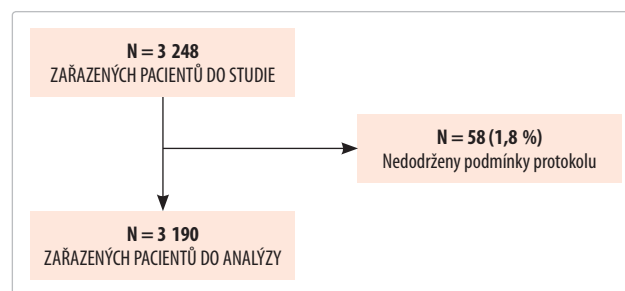 N = 3 248
ZAŘAZENÝCH PACIENTŮ DO STUDIE
N = 58 (1,8 %)
Nedodrženy podmínky protokolu
N = 3 190
ZAŘAZENÝCH PACIENTŮ DO ANALÝZY